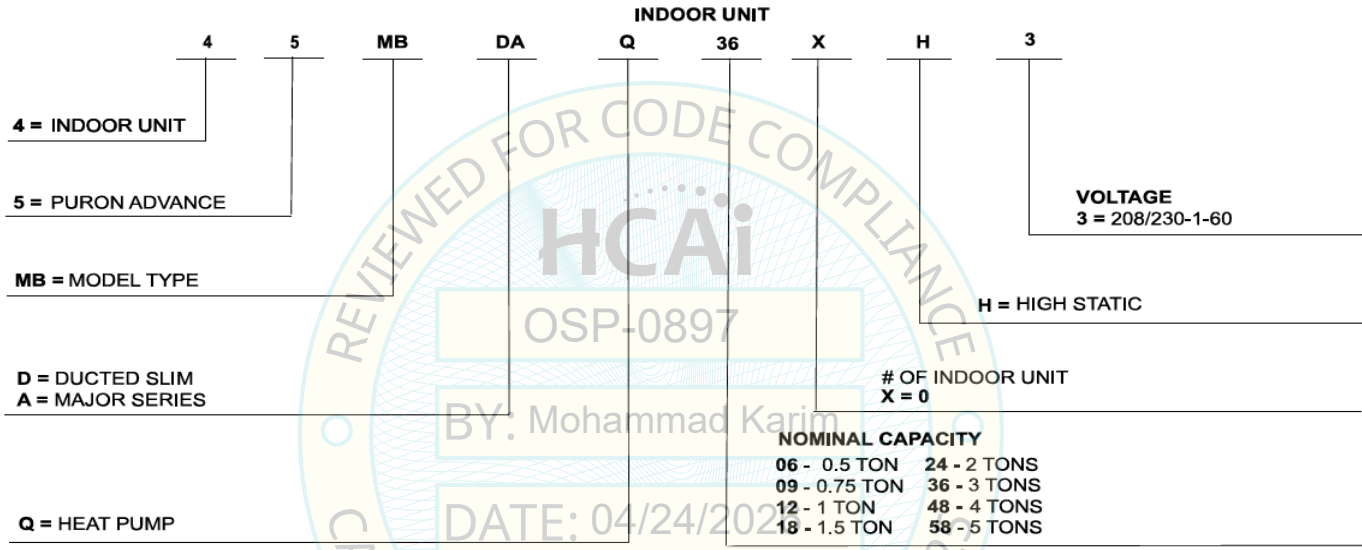 INDOOR UNIT
4 5 MB DA Q 36 X H 3
4 = INDOOR UNIT
5 = PURON ADVANCE
MB = MODEL TYPE
D = DUCTED SLIM
A = MAJOR SERIES
Q = HEAT PUMP
VOLTAGE
3 = 208/230-1-60
H = HIGH STATIC
# OF INDOOR UNIT
X = 0
NOMINAL CAPACITY
06 - 0.5 TON 24 - 2 TONS
09 - 0.75 TON 36 - 3 TONS
12 - 1 TON 48 - 4 TONS
18 - 1.5 TON 58 - 5 TONS
REVIEWED FOR CODE COMPLIANCE
HCAi
OSP-0897
BY: Mohammad Karim
DATE: 04/24/2026